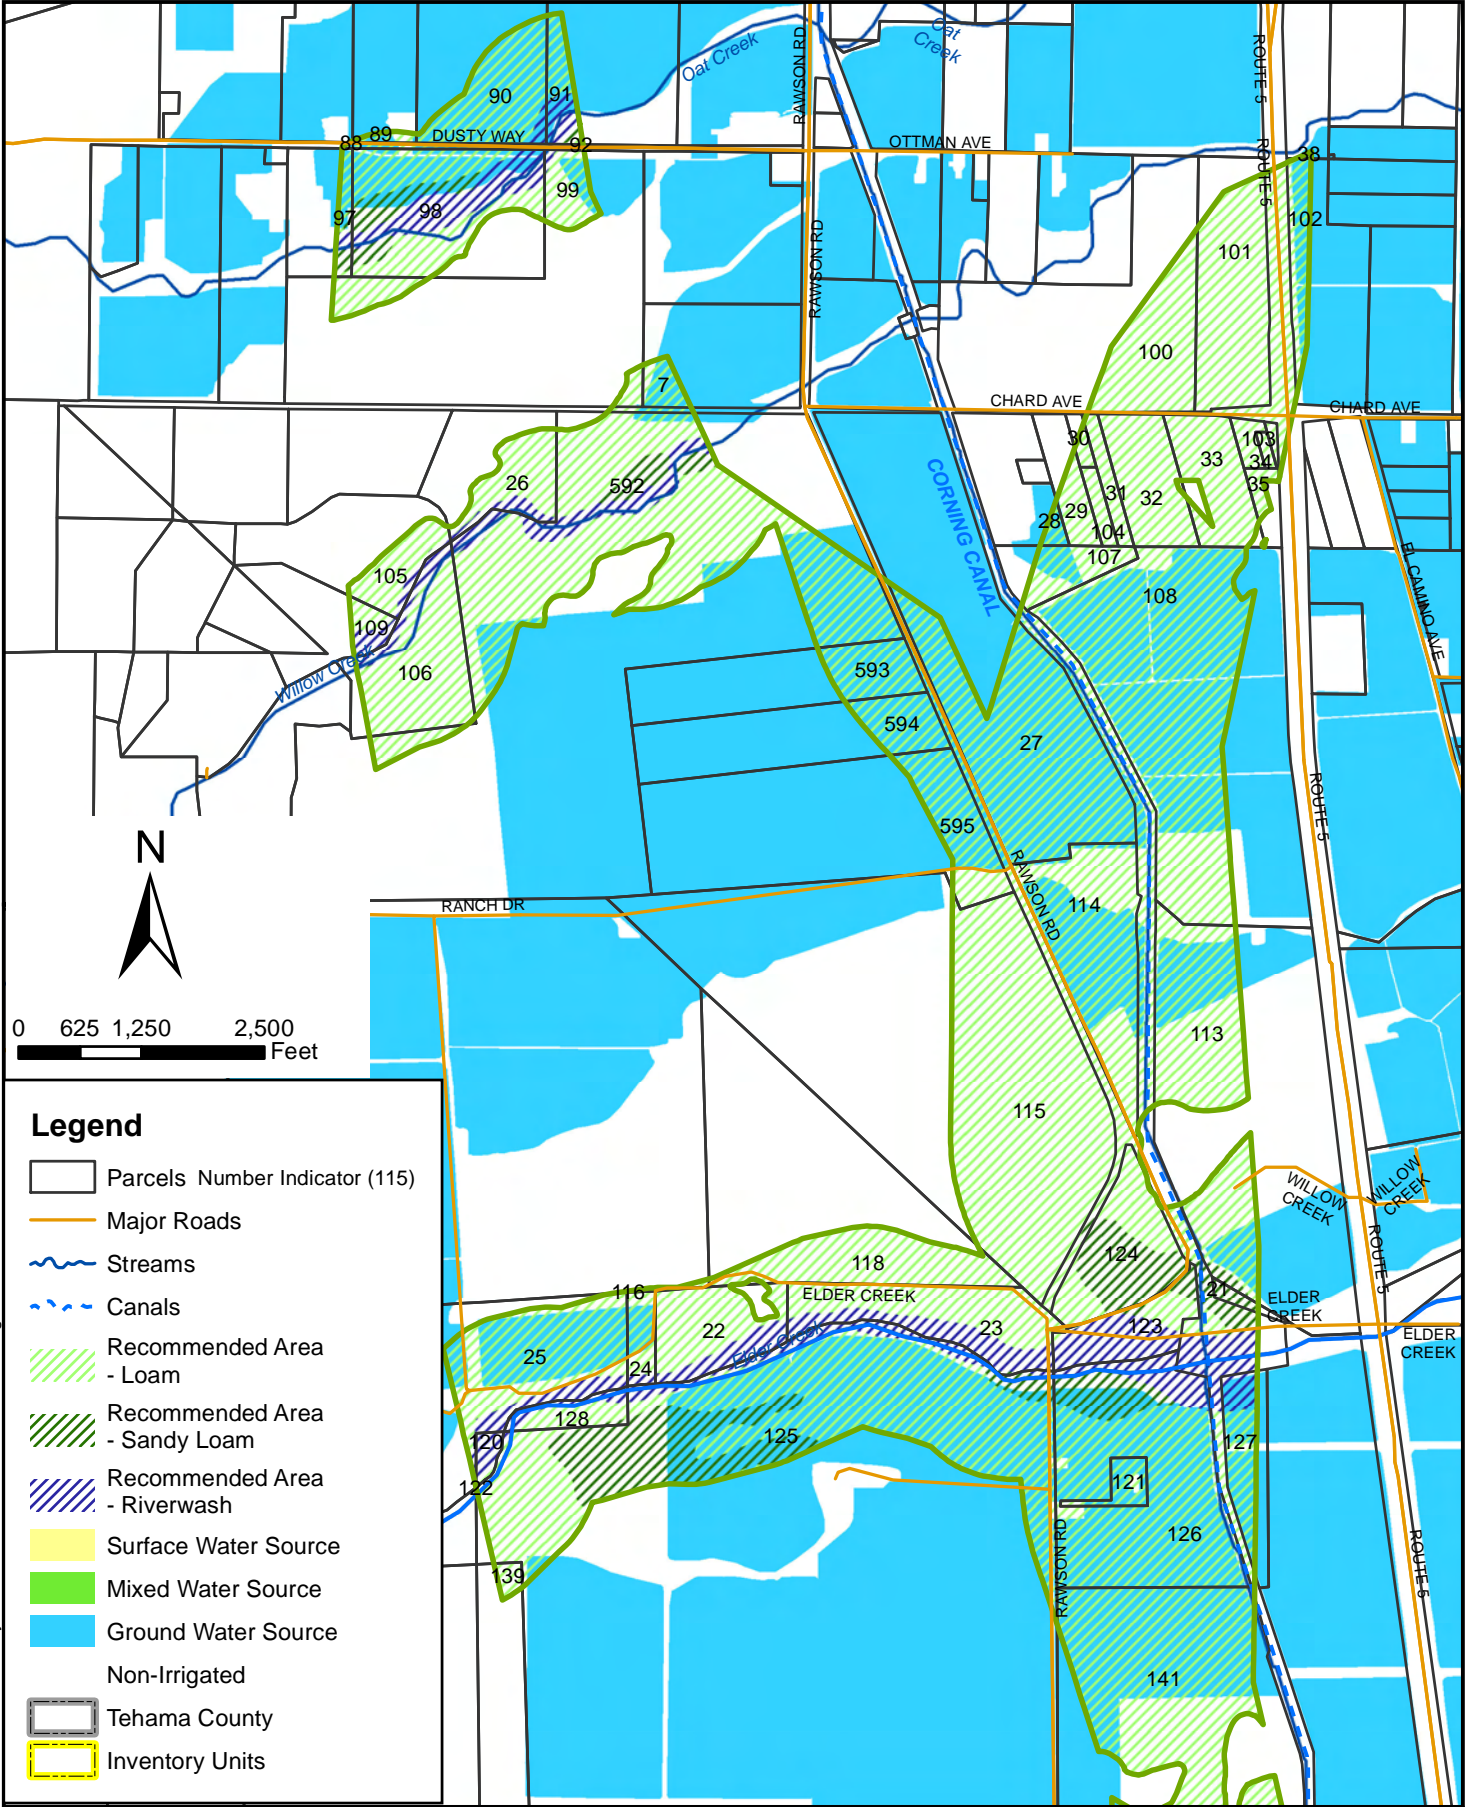 Oat
Creek
Oat Creek
RAWSON RD
ROUTE 5
90
91
88
89
DUSTY WAY
92
OTTMAN AVE
ROUTE 5
38
99
97
98
102
RAWSON RD
101
100
7
CHARD AVE
CHARD AVE
30
103
33
34
26
592
CORNING CANAL
31
32
35
29
28
104
107
EL CAMINO AVE
105
108
109
Willow Creek
106
593
594
27
ROUTE 5
595
N
RAWSON RD
RANCH DR
114
0 625 1,250 2,500
Feet
113
115
WILLOW
CREEK
WILLOW
CREEK
ROUTE 5
124
118
116
21
ELDER CREEK
ELDER
CREEK
22
23
123
ELDER
CREEK
Elder Creek
25
24
128
120
125
127
122
121
126
RAWSON RD
139
ROUTE 5
141
Legend
Parcels Number Indicator (115)
Major Roads
Streams
Canals
Recommended Area
- Loam
Recommended Area
- Sandy Loam
Recommended Area
- Riverwash
Surface Water Source
Mixed Water Source
Ground Water Source
Non-Irrigated
Tehama County
Inventory Units